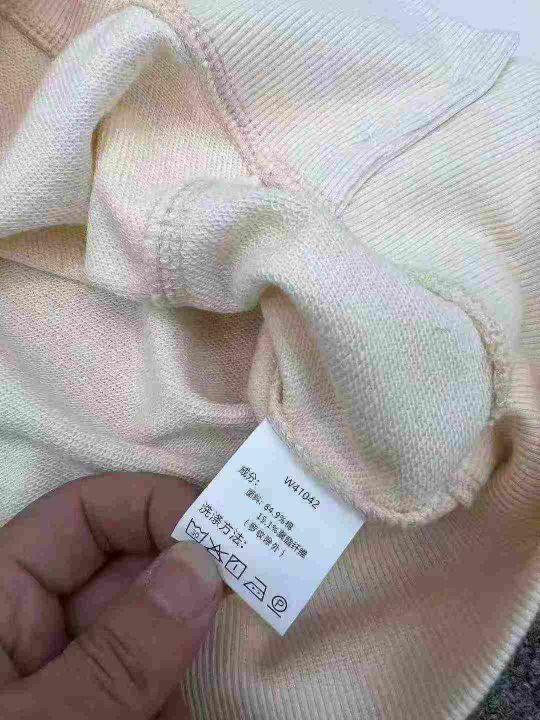 W41042
成分:
面料: 84.9%棉
15.1%聚酯纤维
(罗纹除外)
洗涤方法:
P